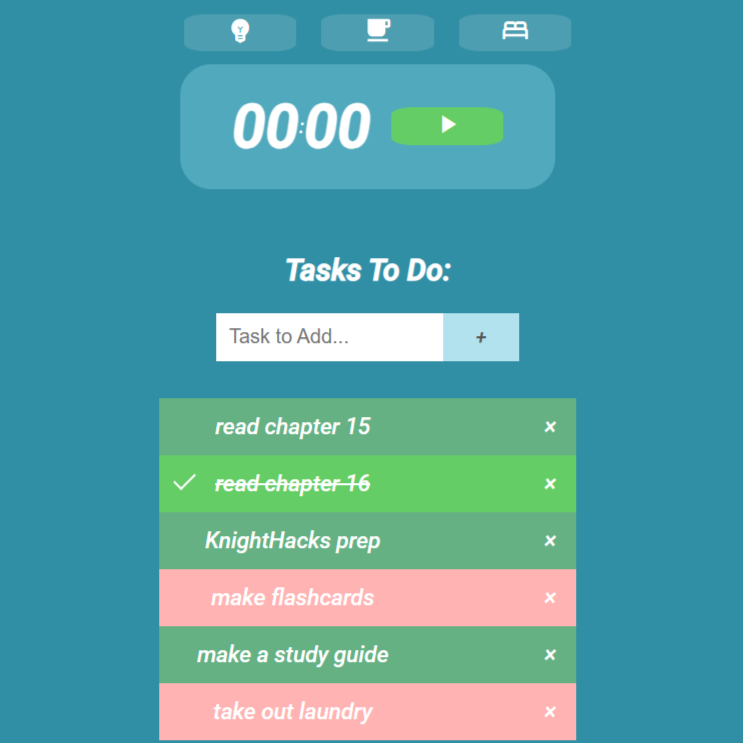 00:00
Tasks To Do:
Task to Add...
+
read chapter 15 ×
read chapter 16 ×
KnightHacks prep ×
make flashcards ×
make a study guide ×
take out laundry ×